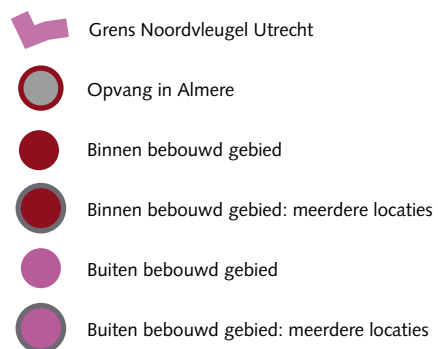 Grens Noordvleugel Utrecht
Opvang in Almere
Binnen bebouwd gebied
Binnen bebouwd gebied: meerdere locaties
Buiten bebouwd gebied
Buiten bebouwd gebied: meerdere locaties